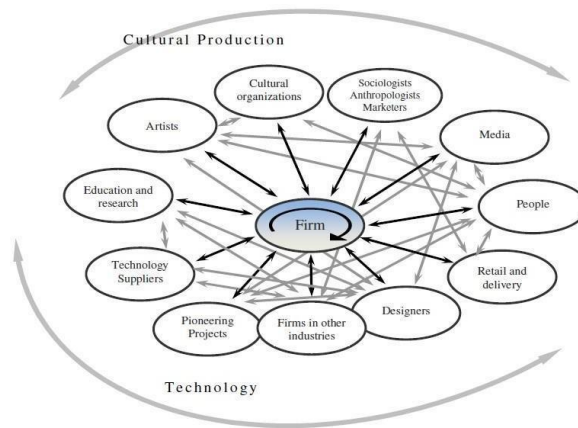 Cultural Production
Cultural
organizations
Sociologists
Anthropologists
Marketers
Artists
Media
Education and
research
People
Firm
Technology
Suppliers
Retail and
delivery
Pioneering
Projects
Firms in other
industries
Designers
Technology